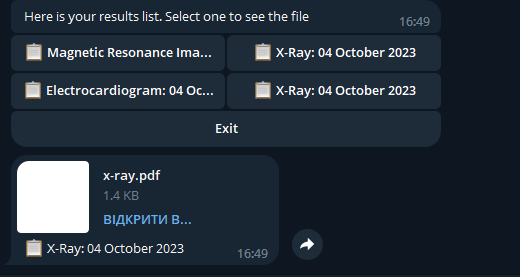 Here is your results list. Select one to see the file
16:49
📋 Magnetic Resonance Ima...
📋 X-Ray: 04 October 2023
📋 Electrocardiogram: 04 Oc...
📋 X-Ray: 04 October 2023
Exit
x-ray.pdf
1.4 KB
ВІДКРИТИ В...
📋 X-Ray: 04 October 2023
16:49